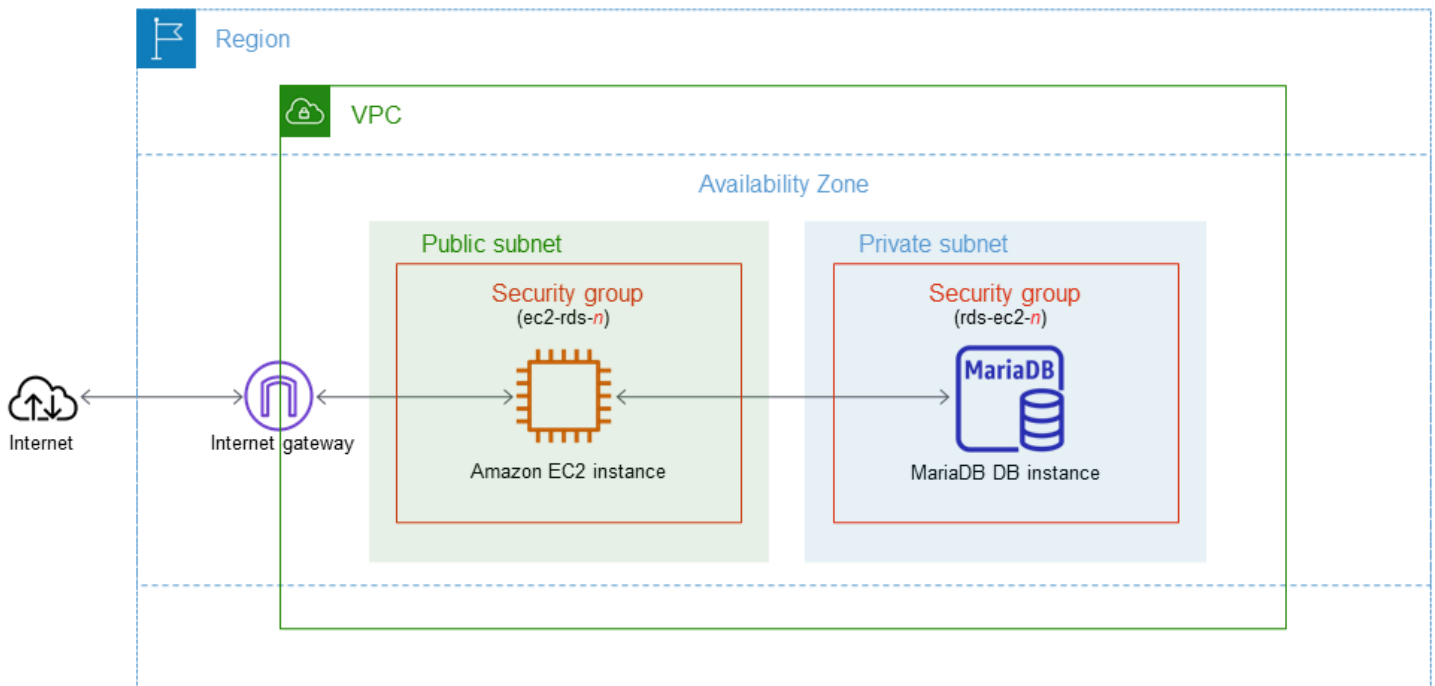 Region
VPC
Availability Zone
Public subnet
Private subnet
Security group
(ec2-rds-n)
Security group
(rds-ec2-n)
MariaDB
Internet
Internet gateway
Amazon EC2 instance
MariaDB DB instance